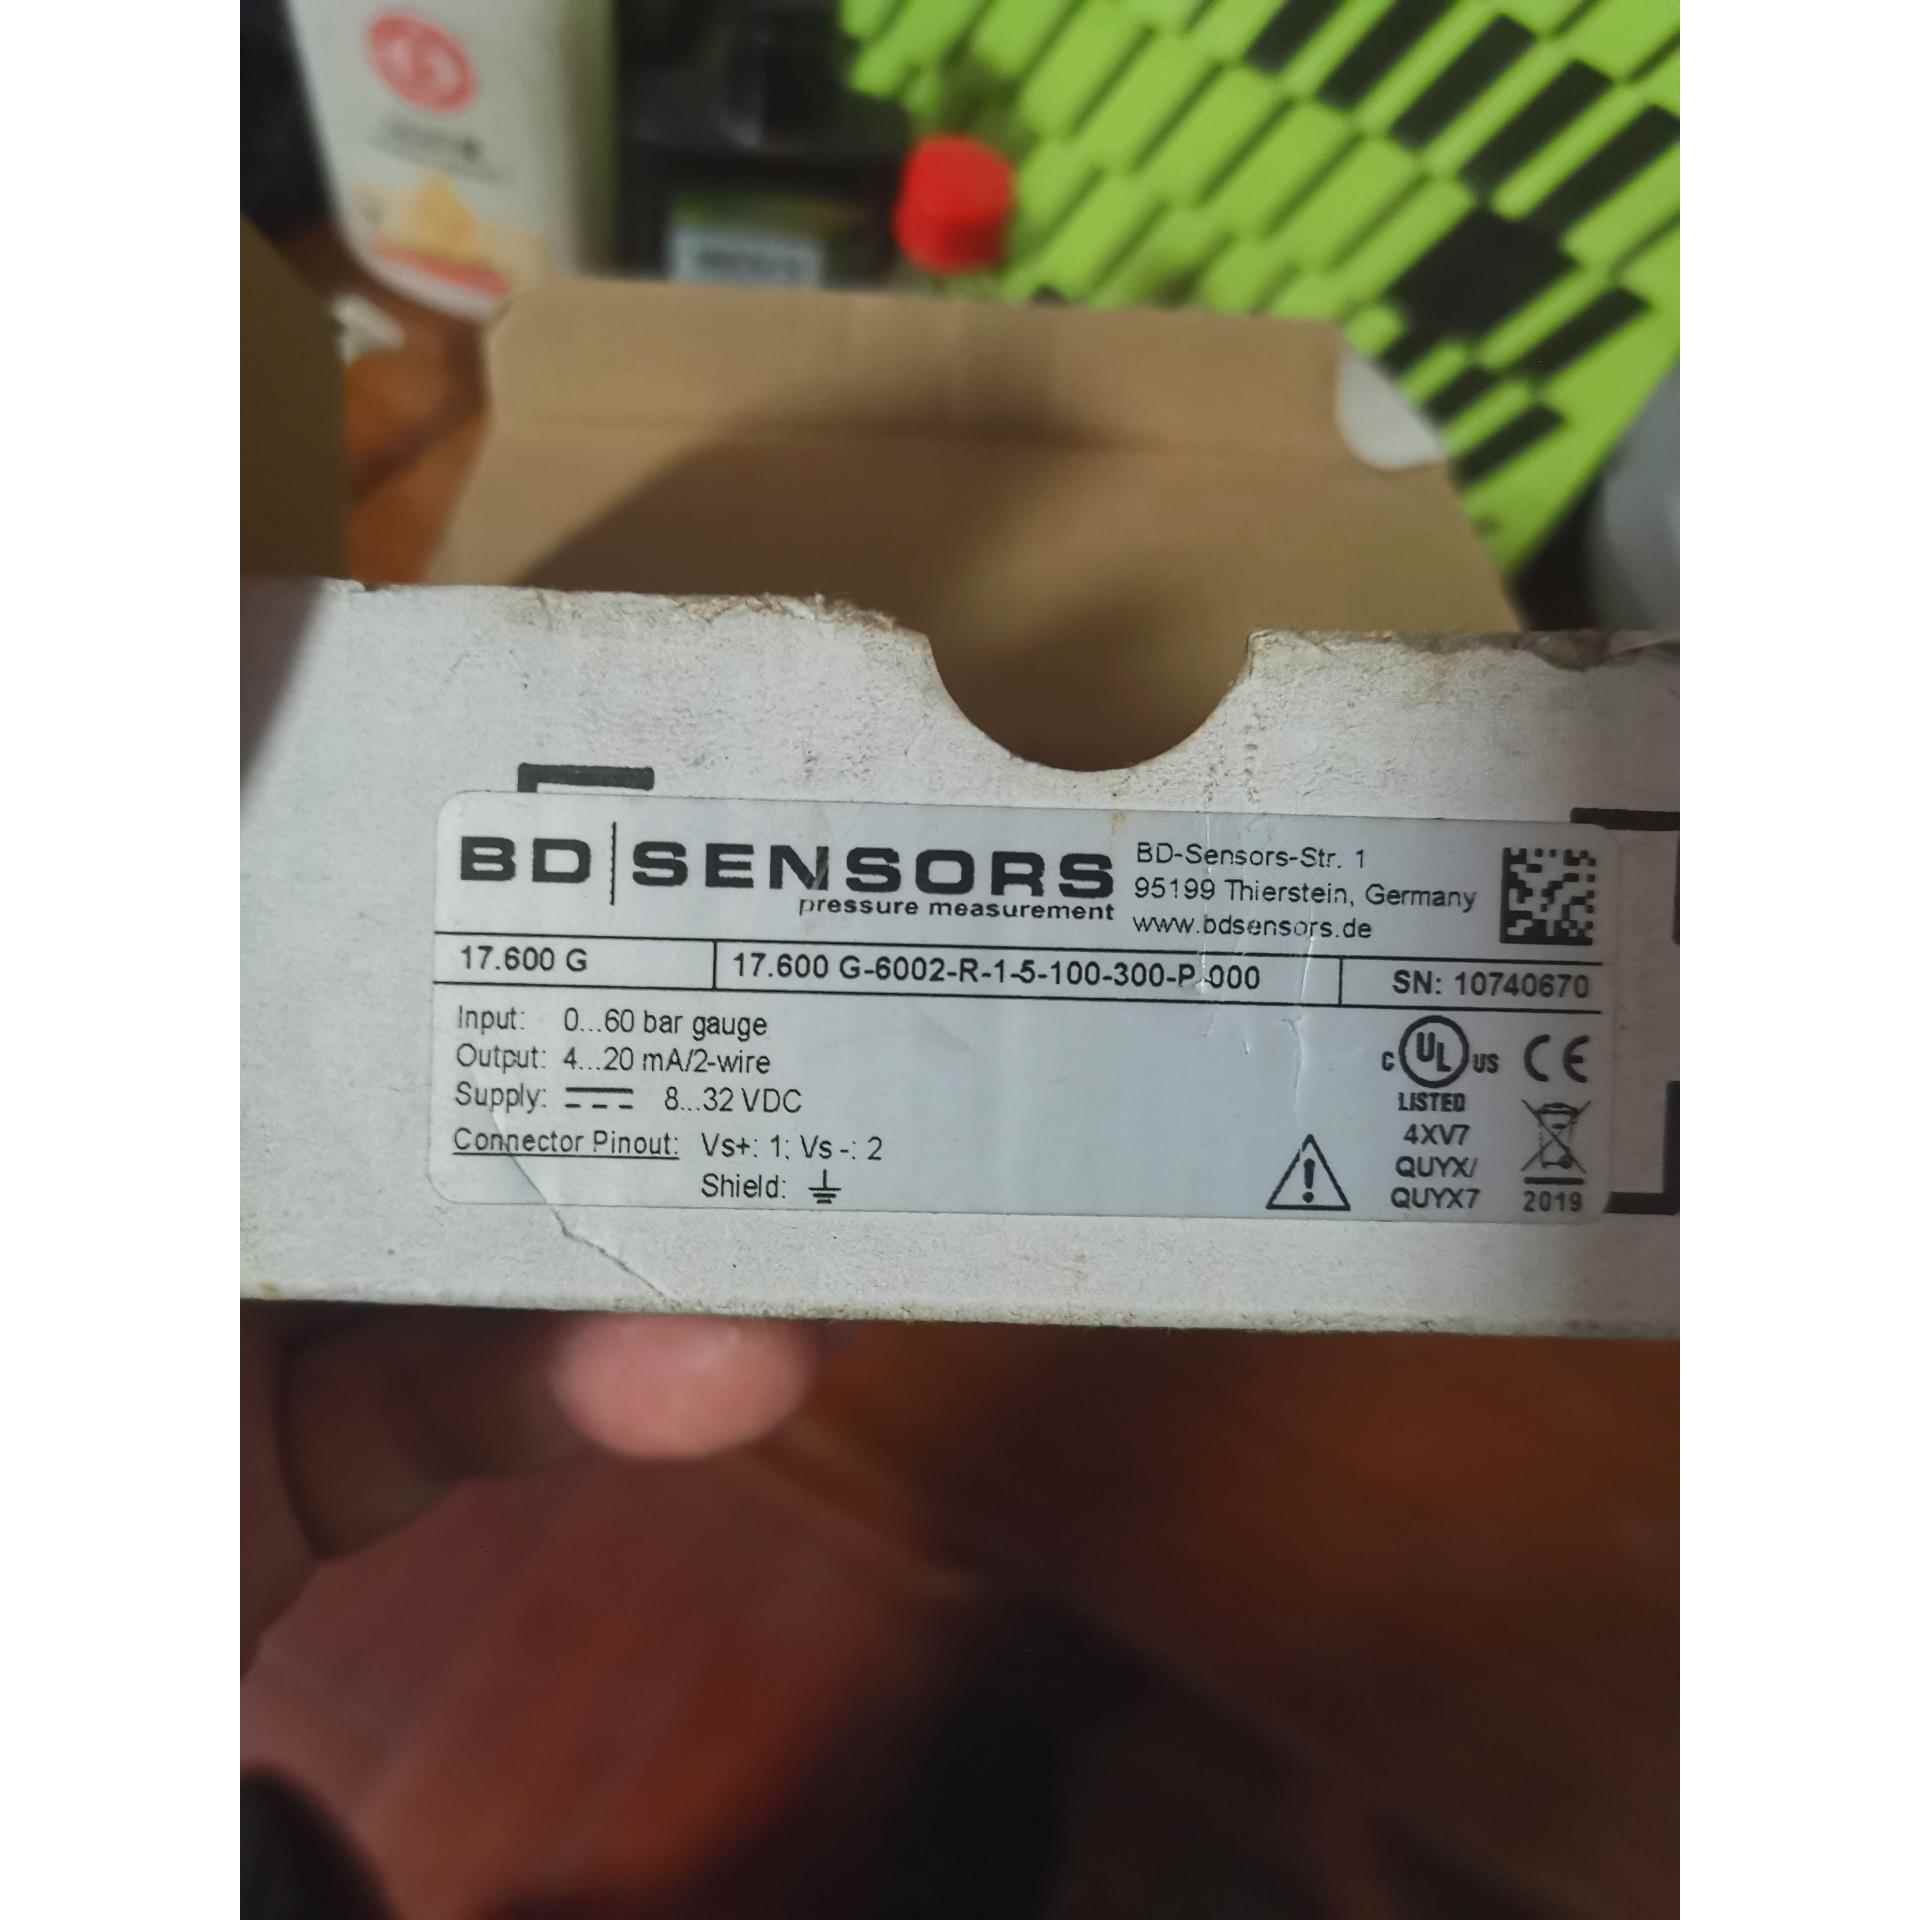 BD SENSORS
pressure measurement
BD-Sensors-Str. 1
95199 Thierstein, Germany
www.bdsensors.de
17.600 G
17.600 G-6002-R-1-5-100-300-P-000
SN: 10740670
Input: 0...60 bar gauge
Output: 4...20 mA/2-wire
Supply: 8...32 VDC
Connector Pinout: Vs+: 1; Vs -: 2
Shield:
C UL US CE
LISTED
4XV7
QUYX/
QUYX7
2019